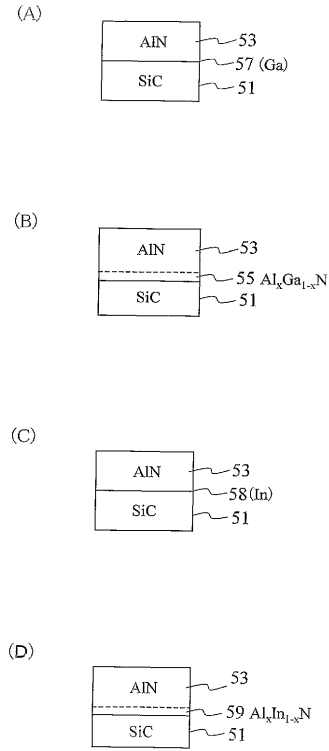 (A)
AlN 53
57 (Ga)
SiC 51
(B)
AlN 53
55 AlxGa1-xN
SiC 51
(C)
AlN 53
58(In)
SiC 51
(D)
AlN 53
59 AlxIn1-xN
SiC 51